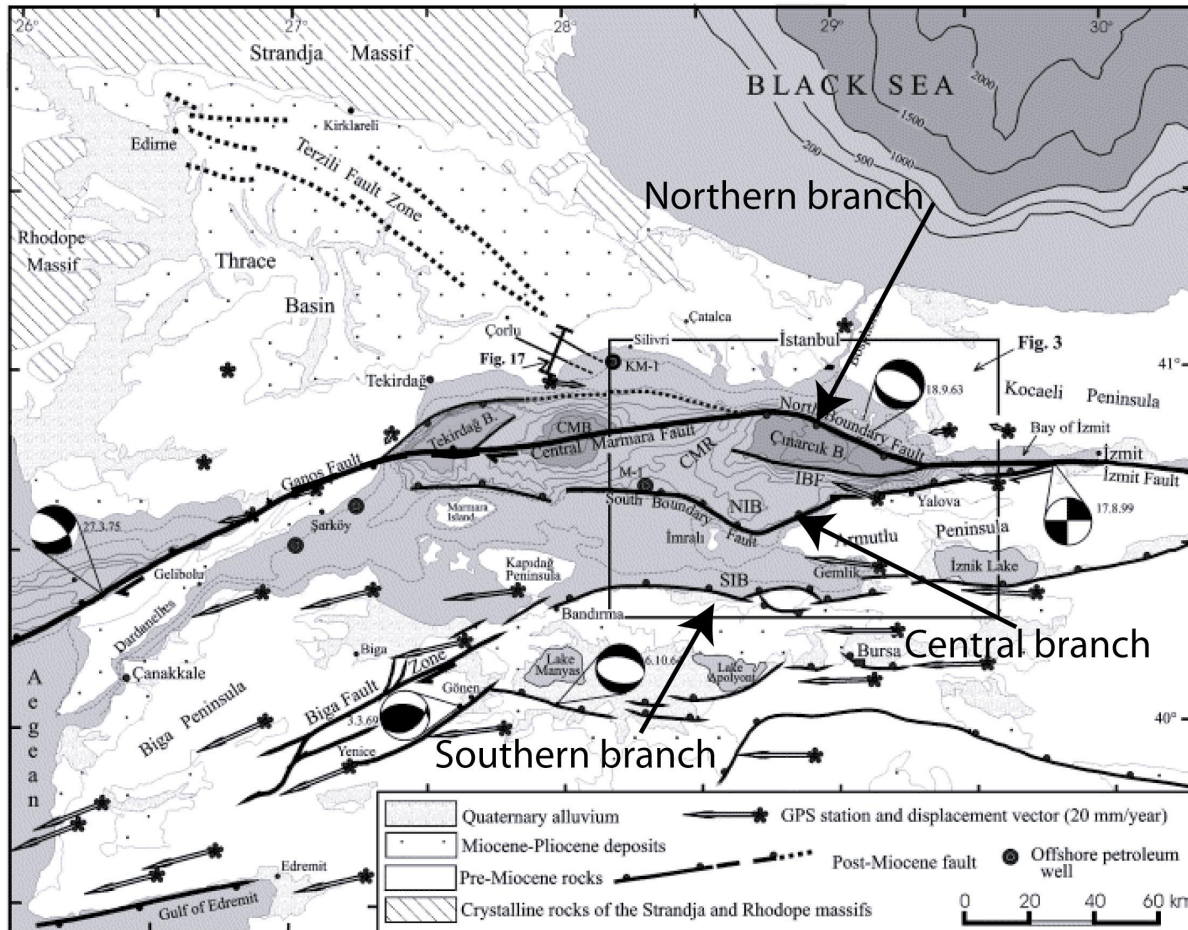 26° 27 28 29 30°
Strandja Massif
BLACK SEA
2000
1500
1000
500
200
Kirklareli
Edirne
Terzili Fault Zone
Northern branch
Rhodope
Massif
Thrace
Basin
Çatalca
Çorlu
Silivri
İstanbul
Bosphorus
Fig. 17
KM-1
Fig. 3
41°
Tekirdağ
18.9.63
Kocaeli Peninsula
North Boundary Fault
Bay of İzmit
İzmit
Tekirdağ B.
CMB
Central Marmara Fault
CMR
Çınarcık B.
Ganos Fault
M-1
IBF
İzmit Fault
27.3.75
Şarköy
Marmara
Island
South Boundary Fault
NIB
Yalova
17.8.99
İmralı
Armutlu Peninsula
Gelibolu
Kapıdağ
Peninsula
SIB
Gemlik
İznik Lake
Dardanelles
Bandırma
Central branch
Biga
Lake
Manyas
6.10.64
Lake
Apolyont
Bursa
Aegean
Çanakkale
Biga Peninsula
Biga Fault Zone
Gönen
40°
3.3.69
Yenice
Southern branch
Quaternary alluvium
GPS station and displacement vector (20 mm/year)
Miocene-Pliocene deposits
Post-Miocene fault
Offshore petroleum
well
Pre-Miocene rocks
Edremit
Gulf of Edremit
Crystalline rocks of the Strandja and Rhodope massifs
0 20 40 60 km